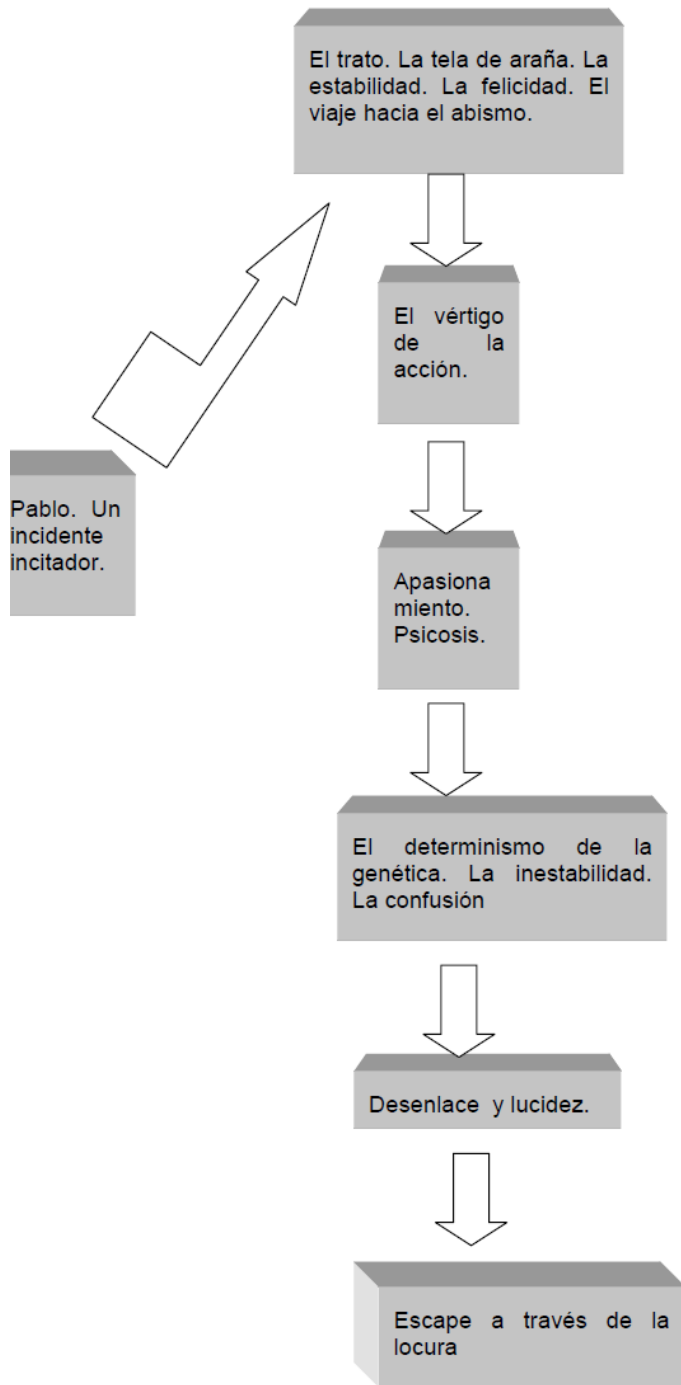 El trato. La tela de araña. La
estabilidad. La felicidad. El
viaje hacia el abismo.
El vértigo
de la
acción.
Pablo. Un
incidente
incitador.
Apasiona
miento.
Psicosis.
El determinismo de la
genética. La inestabilidad.
La confusión
Desenlace y lucidez.
Escape a través de la
locura